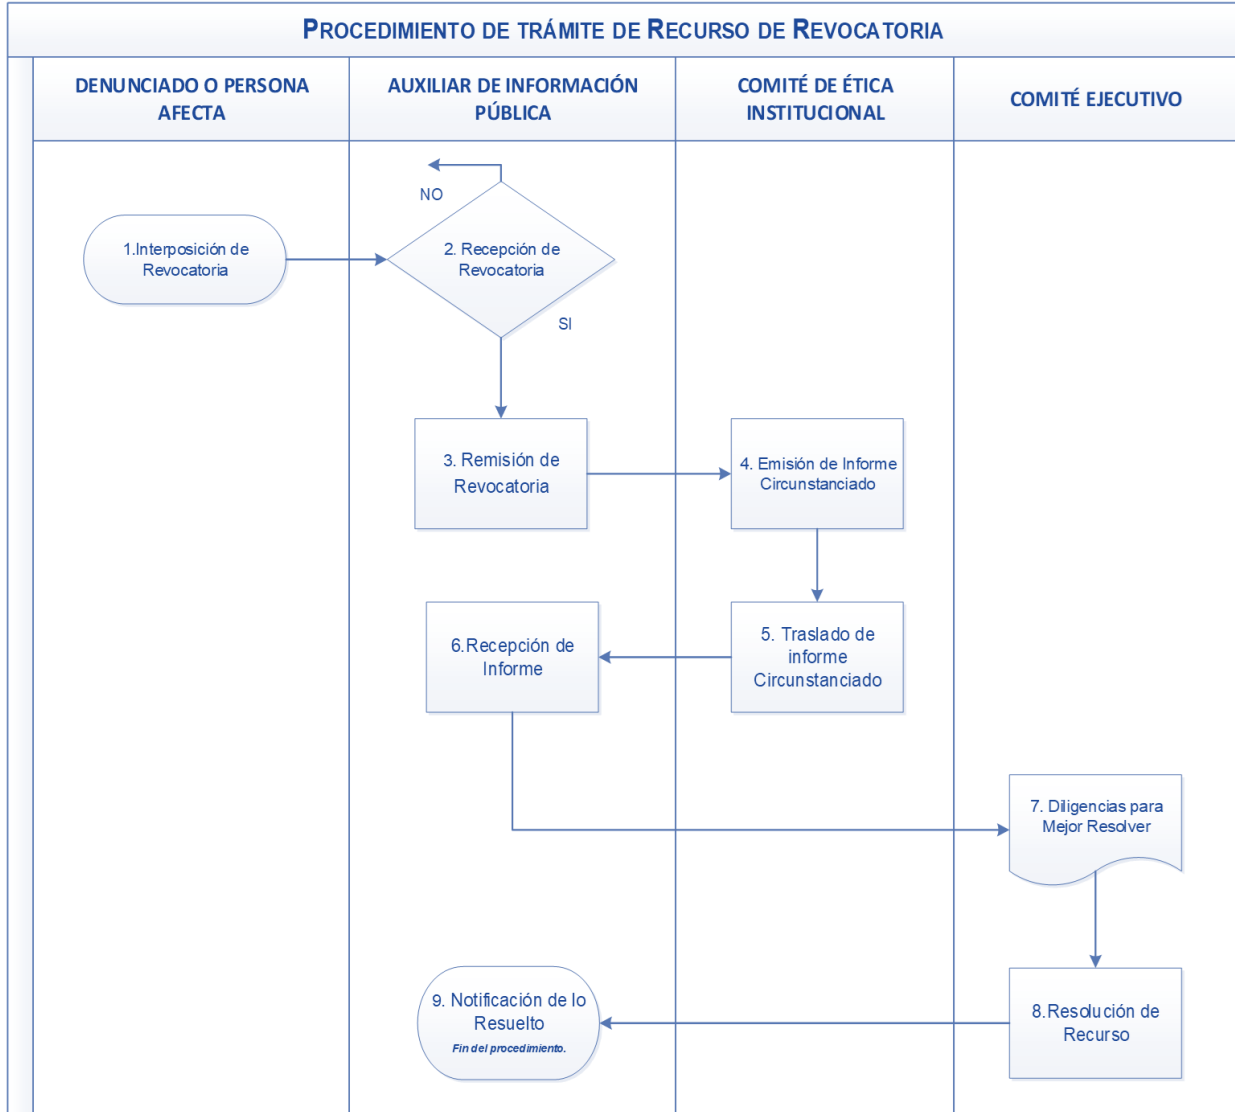 PROCEDIMIENTO DE TRÁMITE DE RECURSO DE REVOCATORIA
DENUNCIADO O PERSONA
AFECTA
AUXILIAR DE INFORMACIÓN
PÚBLICA
COMITÉ DE ÉTICA
INSTITUCIONAL
COMITÉ EJECUTIVO
NO
1.Interposición de
Revocatoria
2. Recepción de
Revocatoria
SI
3. Remisión de
Revocatoria
4. Emisión de Informe
Circunstanciado
5. Traslado de
informe
Circunstanciado
6.Recepción de
Informe
7. Diligencias para
Mejor Resolver
8.Resolución de
Recurso
9. Notificación de lo
Resuelto
Fin del procedimiento.